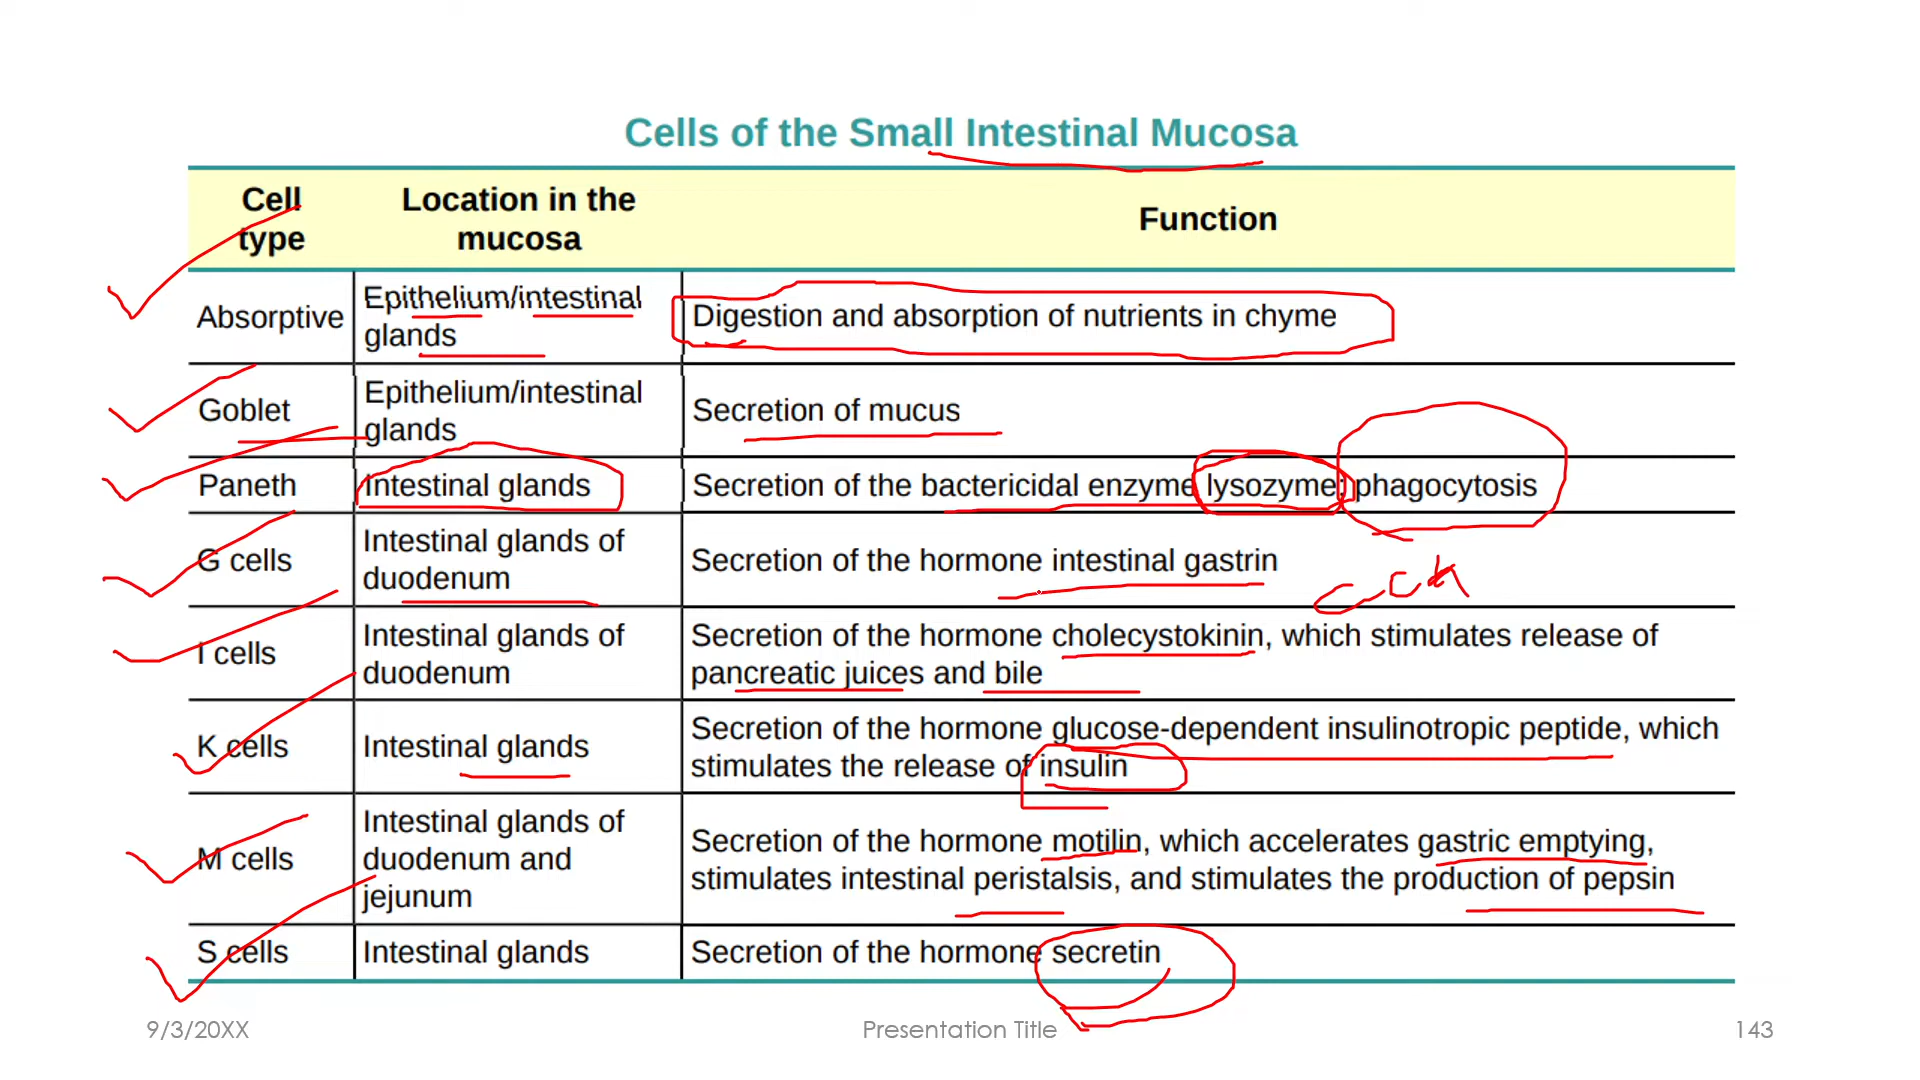 Cells of the Small Intestinal Mucosa
Cell type
Location in the mucosa
Function
Absorptive
Epithelium/intestinal
glands
Digestion and absorption of nutrients in chyme
Goblet
Epithelium/intestinal
glands
Secretion of mucus
Paneth
Intestinal glands
Secretion of the bactericidal enzyme lysozyme; phagocytosis
G cells
Intestinal glands of
duodenum
Secretion of the hormone intestinal gastrin
I cells
Intestinal glands of
duodenum
Secretion of the hormone cholecystokinin, which stimulates release of
pancreatic juices and bile
K cells
Intestinal glands
Secretion of the hormone glucose-dependent insulinotropic peptide, which
stimulates the release of insulin
M cells
Intestinal glands of
duodenum and
jejunum
Secretion of the hormone motilin, which accelerates gastric emptying,
stimulates intestinal peristalsis, and stimulates the production of pepsin
S cells
Intestinal glands
Secretion of the hormone secretin
9/3/20XX
Presentation Title
143